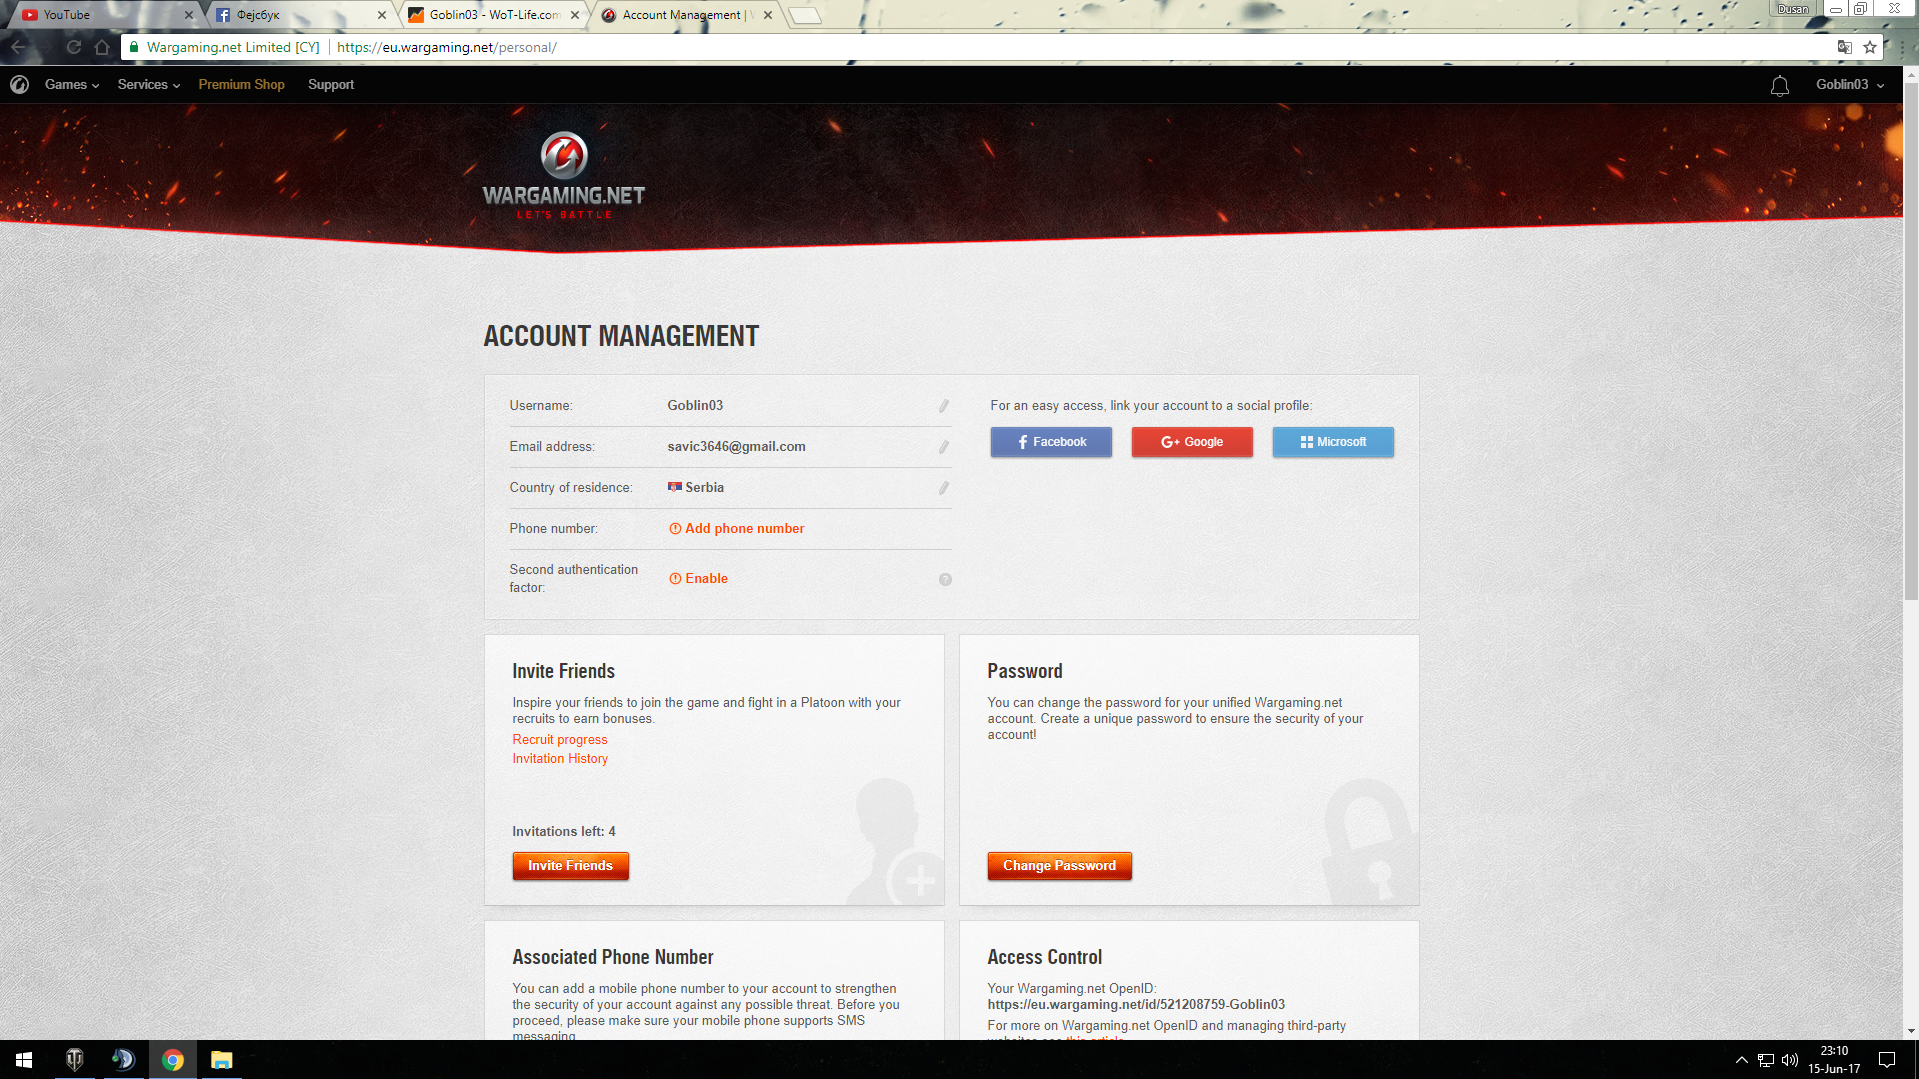 YouTube
Фејсбук
Goblin03 - WoT-Life.com
Account Management |
Dusan
Wargaming.net Limited [CY]
https://eu.wargaming.net/personal/
Games
Services
Premium Shop
Support
Goblin03
WARGAMING.NET
LET'S BATTLE
ACCOUNT MANAGEMENT
Username:
Goblin03
Email address:
savic3646@gmail.com
Country of residence:
Serbia
Phone number:
Add phone number
Second authentication
factor:
Enable
?
For an easy access, link your account to a social profile:
Facebook
G+ Google
Microsoft
Invite Friends
Inspire your friends to join the game and fight in a Platoon with your
recruits to earn bonuses.
Recruit progress
Invitation History
Invitations left: 4
Invite Friends
Password
You can change the password for your unified Wargaming.net
account. Create a unique password to ensure the security of your
account!
Change Password
Associated Phone Number
You can add a mobile phone number to your account to strengthen
the security of your account against any possible threat. Before you
proceed, please make sure your mobile phone supports SMS
messaging.
Access Control
Your Wargaming.net OpenID:
https://eu.wargaming.net/id/521208759-Goblin03
For more on Wargaming.net OpenID and managing third-party
websites see this article
23:10
15-Jun-17